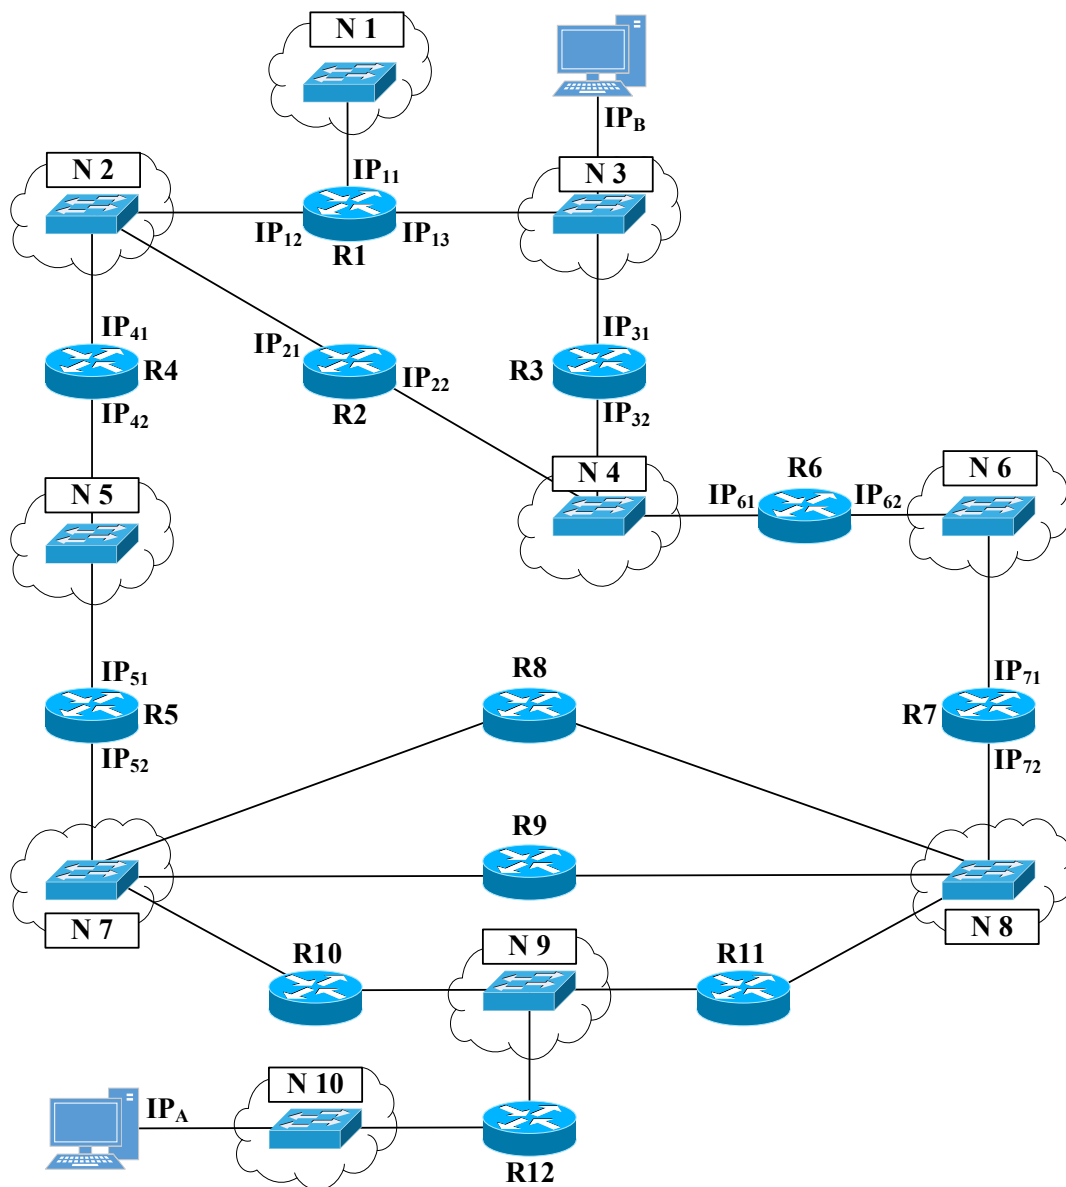 N 1
IP_B
N 2
IP_11
N 3
IP_12
IP_13
R1
IP_41
IP_21
IP_31
R4
R3
IP_22
IP_42
R2
IP_32
R6
N 4
N 6
N 5
IP_61
IP_62
IP_51
R8
IP_71
R5
R7
IP_52
IP_72
R9
N 7
N 8
R10
N 9
R11
N 10
IP_A
R12